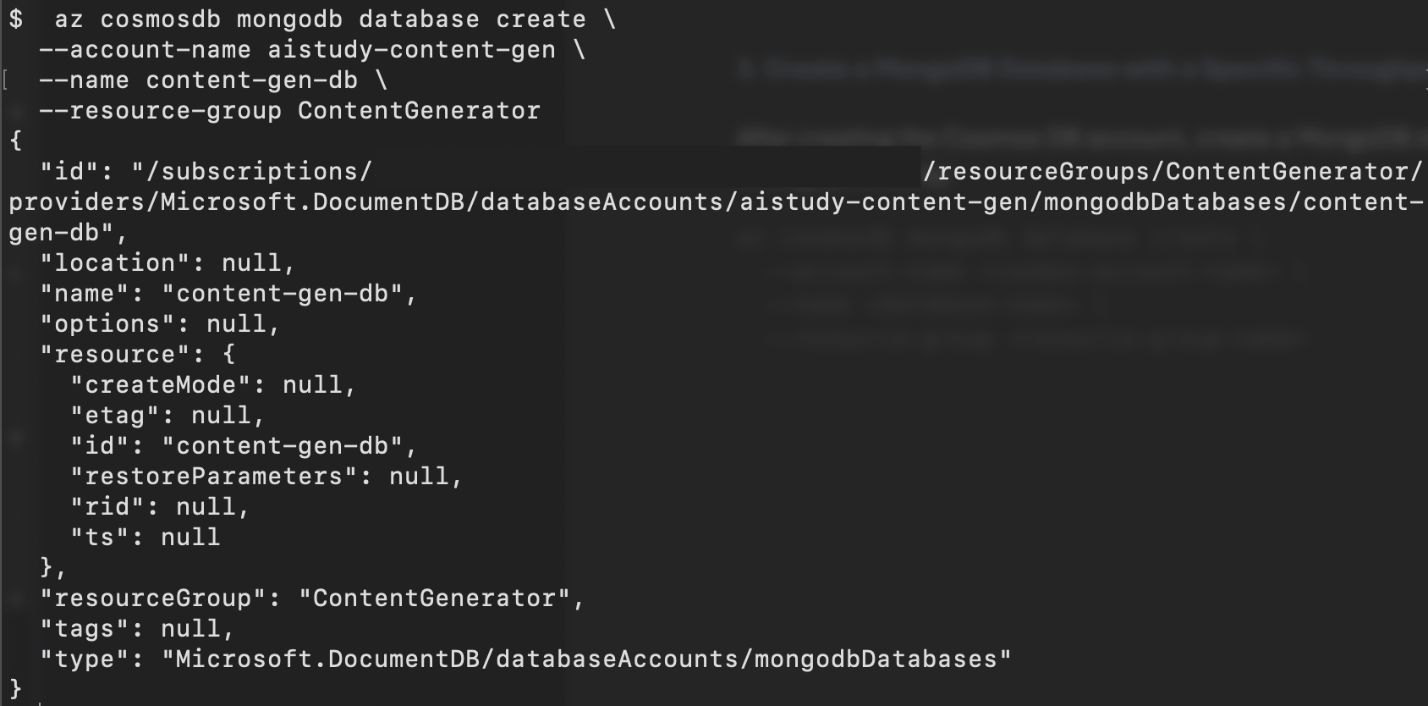 $  az cosmosdb mongodb database create \
  --account-name aistudy-content-gen \
  --name content-gen-db \
  --resource-group ContentGenerator
{
  "id": "/subscriptions/ /resourceGroups/ContentGenerator/
providers/Microsoft.DocumentDB/databaseAccounts/aistudy-content-gen/mongodbDatabases/content-
gen-db",
  "location": null,
  "name": "content-gen-db",
  "options": null,
  "resource": {
    "createMode": null,
    "etag": null,
    "id": "content-gen-db",
    "restoreParameters": null,
    "rid": null,
    "ts": null
  },
  "resourceGroup": "ContentGenerator",
  "tags": null,
  "type": "Microsoft.DocumentDB/databaseAccounts/mongodbDatabases"
}